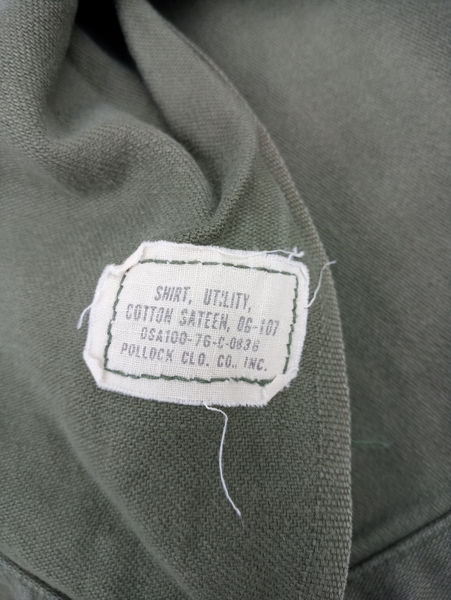 SHIRT, UTILITY,
COTTON SATEEN, OG-107
DSA100-76-C-0836
POLLOCK CLO. CO., INC.